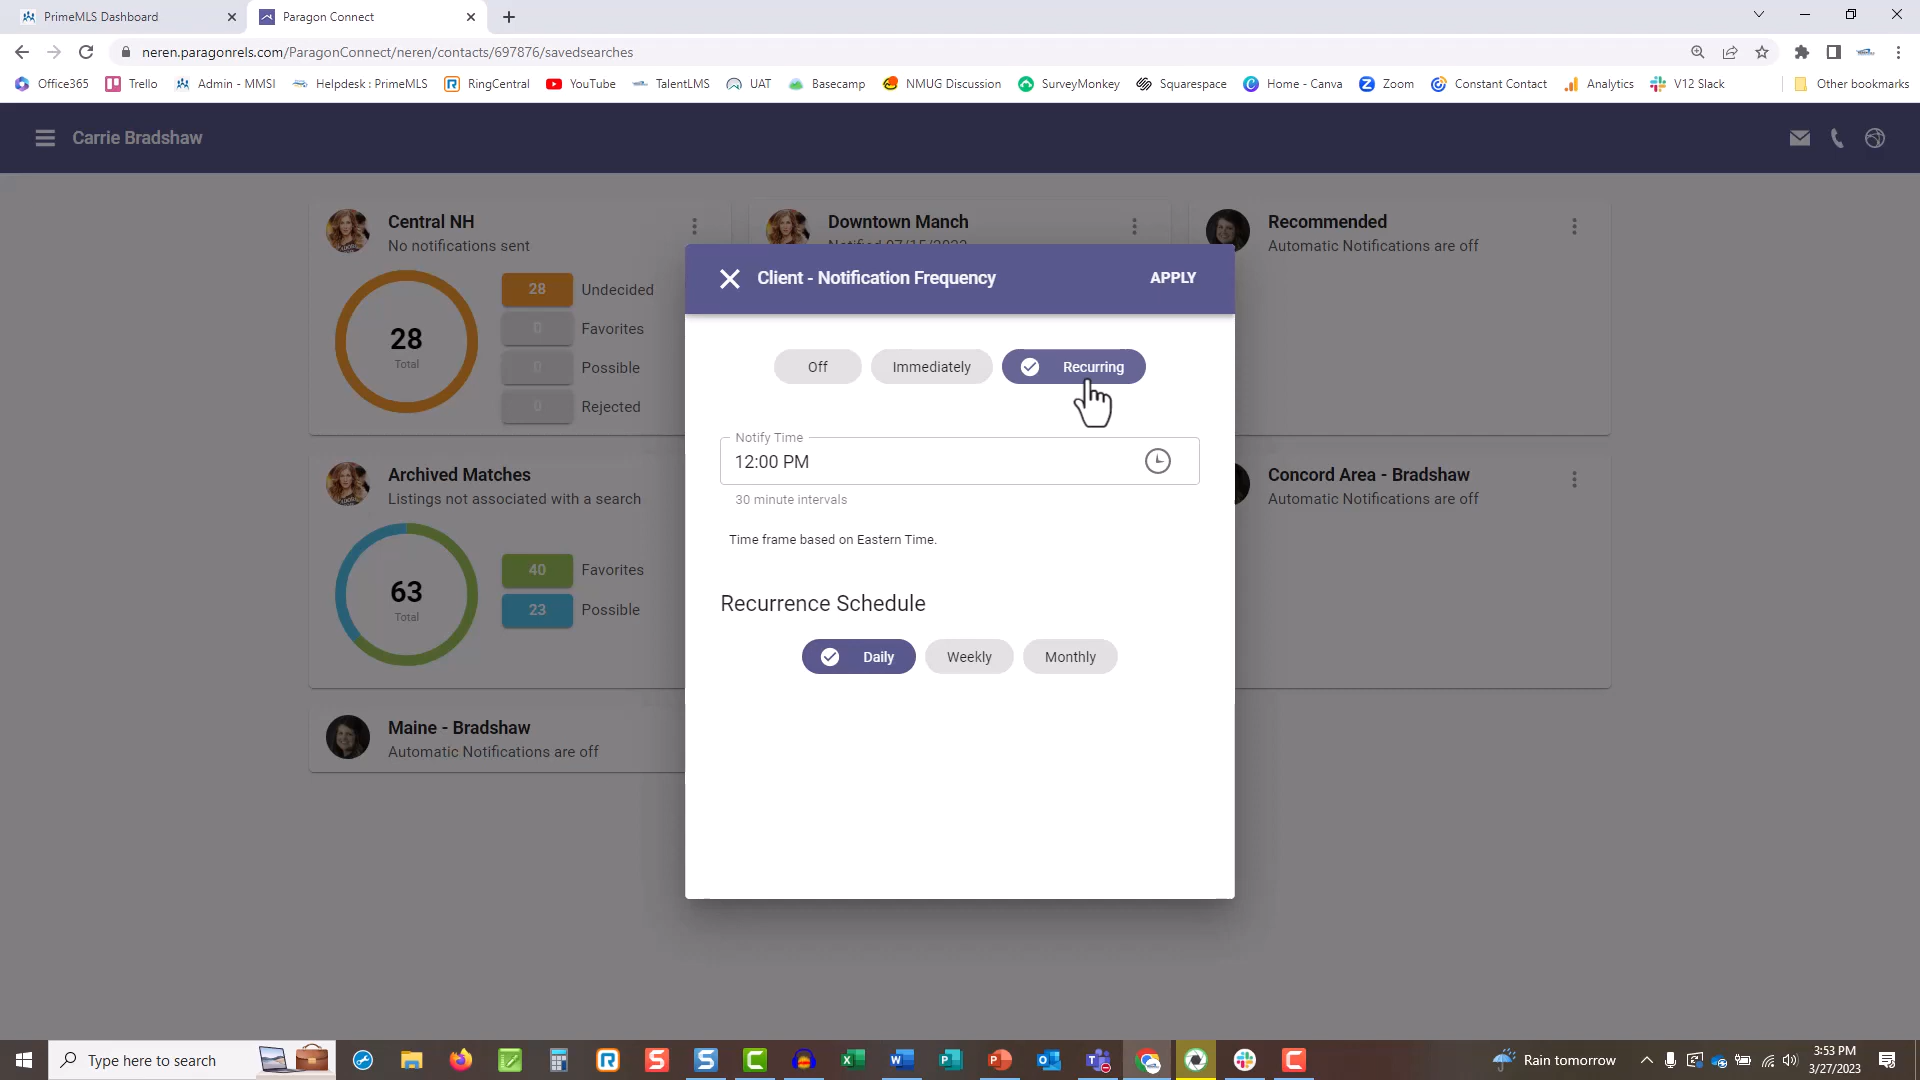 PrimeMLS Dashboard
Paragon Connect
neren.paragonrels.com/ParagonConnect/neren/contacts/697876/savedsearches
Office365
Trello
Admin - MMSI
Helpdesk : PrimeMLS
RingCentral
YouTube
TalentLMS
UAT
Basecamp
NMUG Discussion
SurveyMonkey
Squarespace
Home - Canva
Zoom
Constant Contact
Analytics
V12 Slack
Other bookmarks
Carrie Bradshaw
Central NH
No notifications sent
28
Total
28 Undecided
0 Favorites
0 Possible
0 Rejected
Downtown Manch
Recommended
Automatic Notifications are off
Client - Notification Frequency
APPLY
Off
Immediately
Recurring
Notify Time
12:00 PM
30 minute intervals
Time frame based on Eastern Time.
Recurrence Schedule
Daily
Weekly
Monthly
Archived Matches
Listings not associated with a search
63
Total
40 Favorites
23 Possible
Concord Area - Bradshaw
Automatic Notifications are off
Maine - Bradshaw
Automatic Notifications are off
Type here to search
Rain tomorrow
3:53 PM
3/27/2023